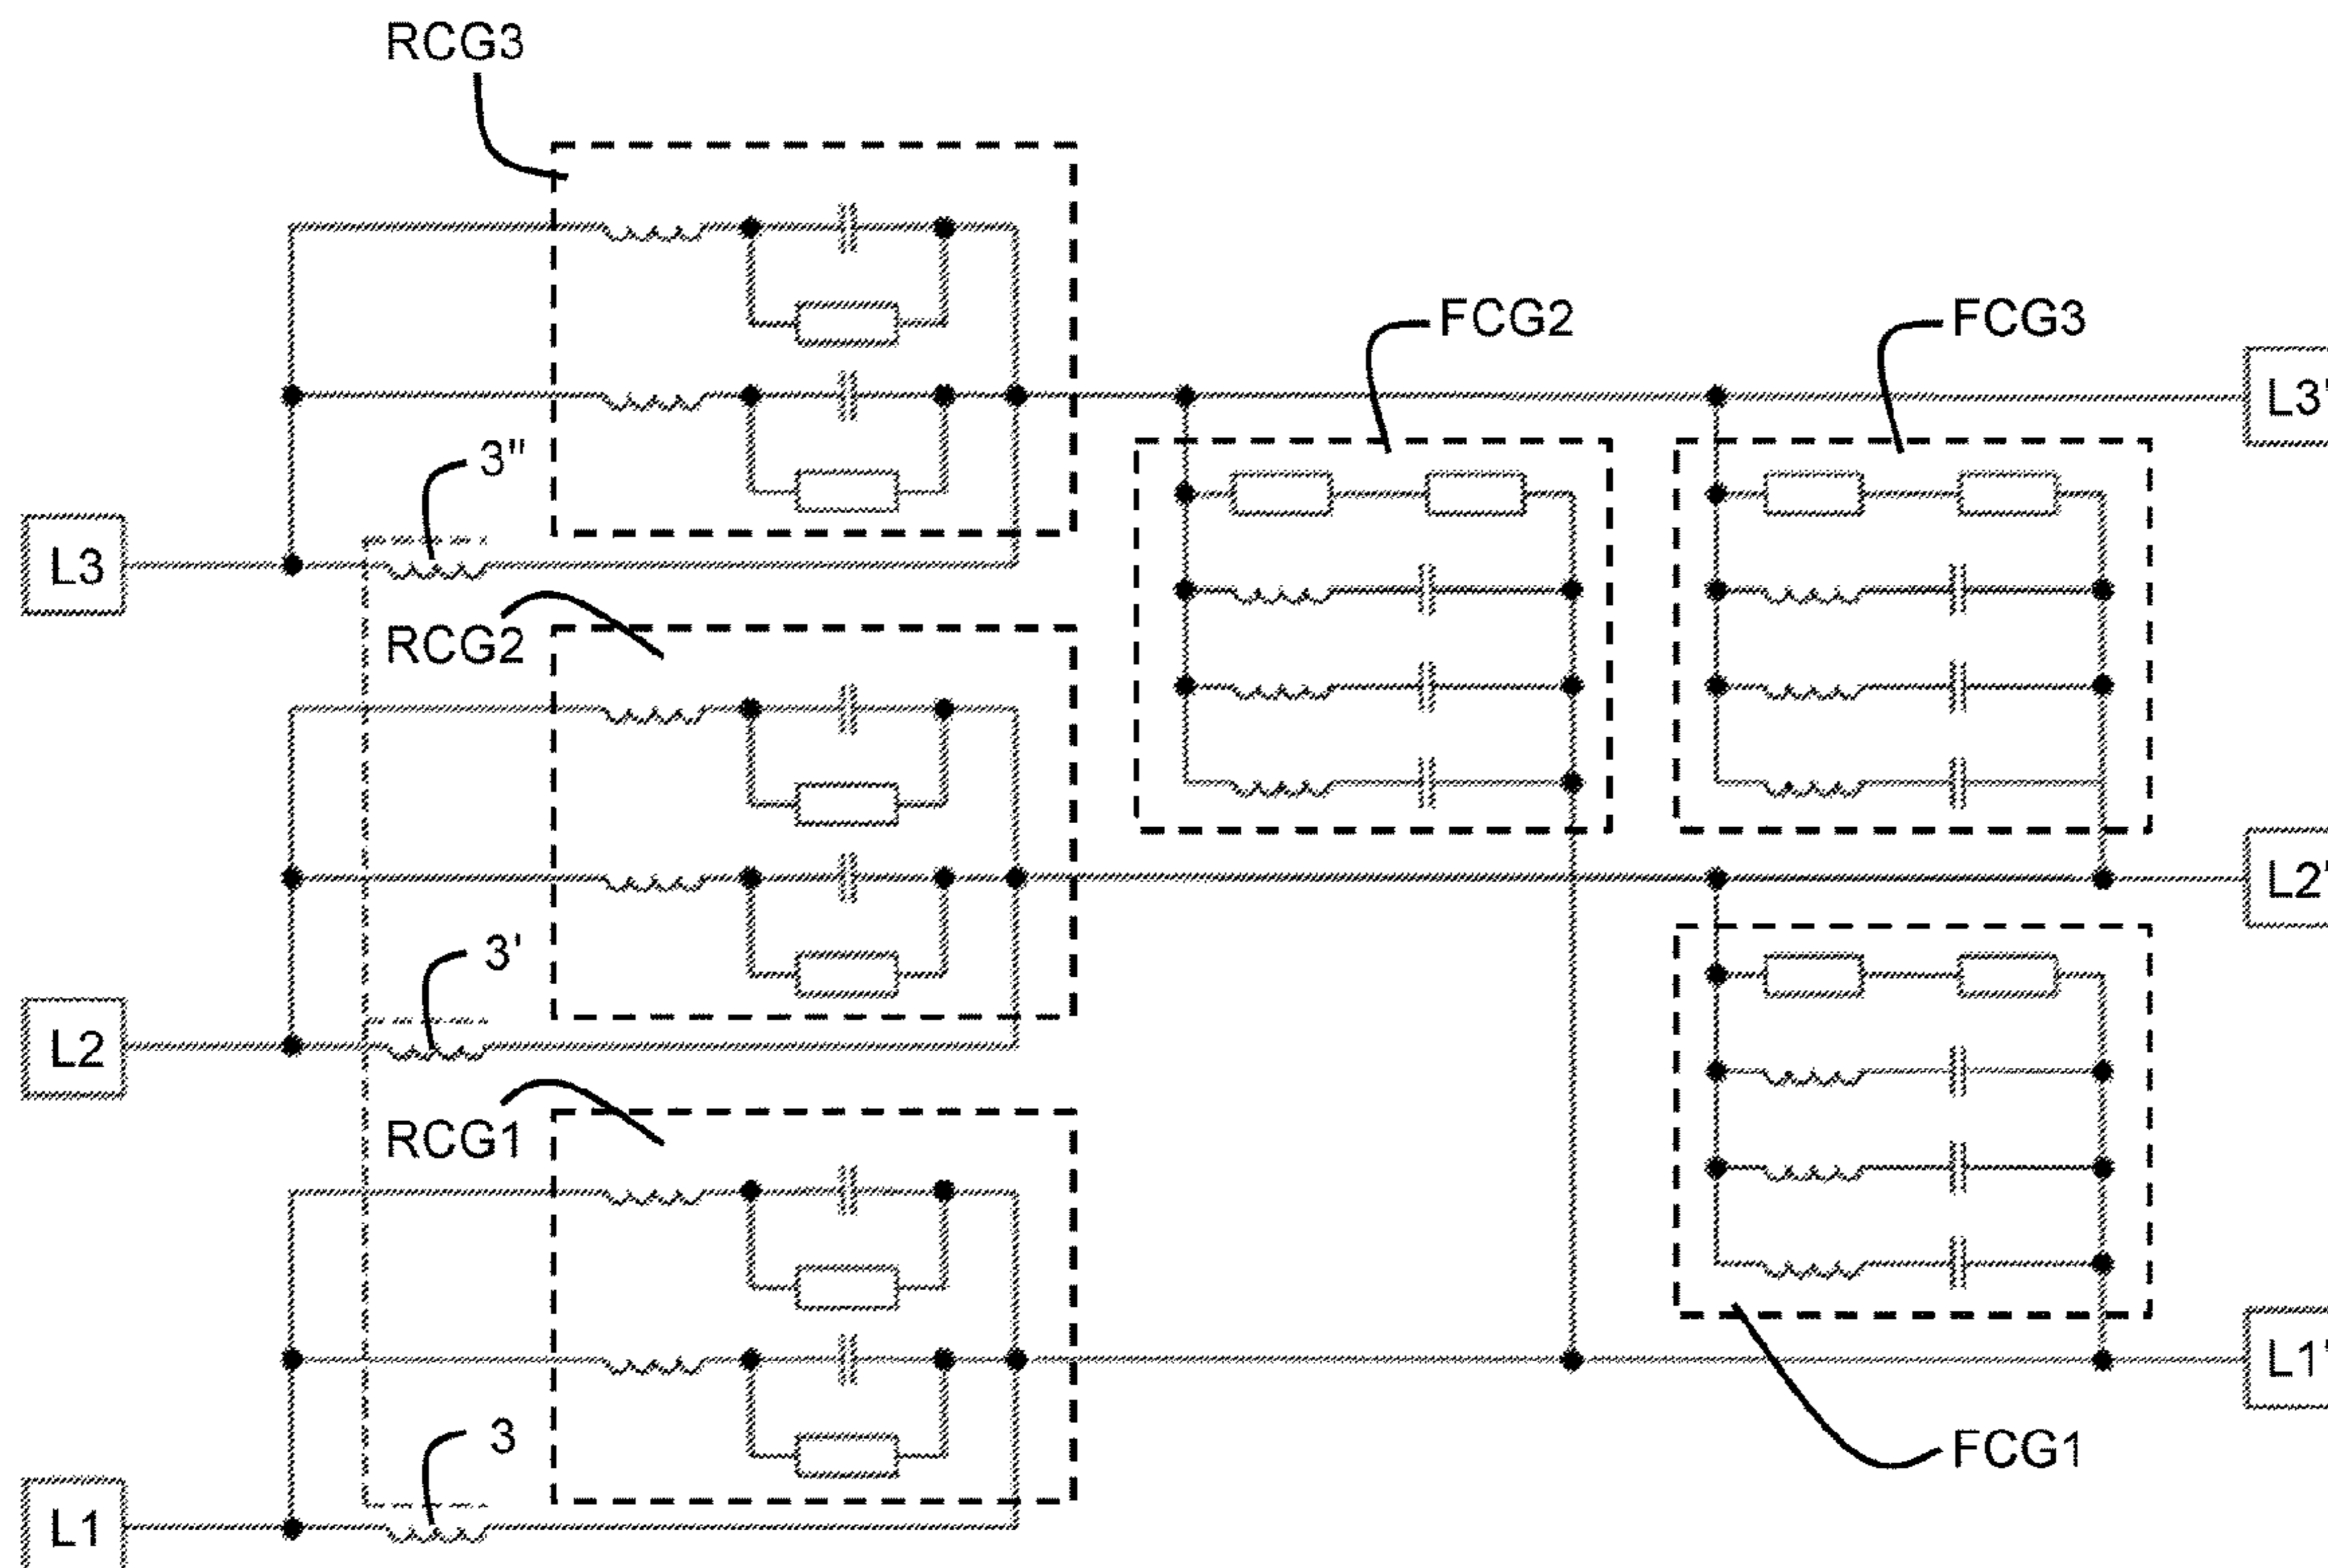 RCG3
FCG2
FCG3
L3'
3"
L3
RCG2
L2'
3'
L2
RCG1
L1'
3
FCG1
L1